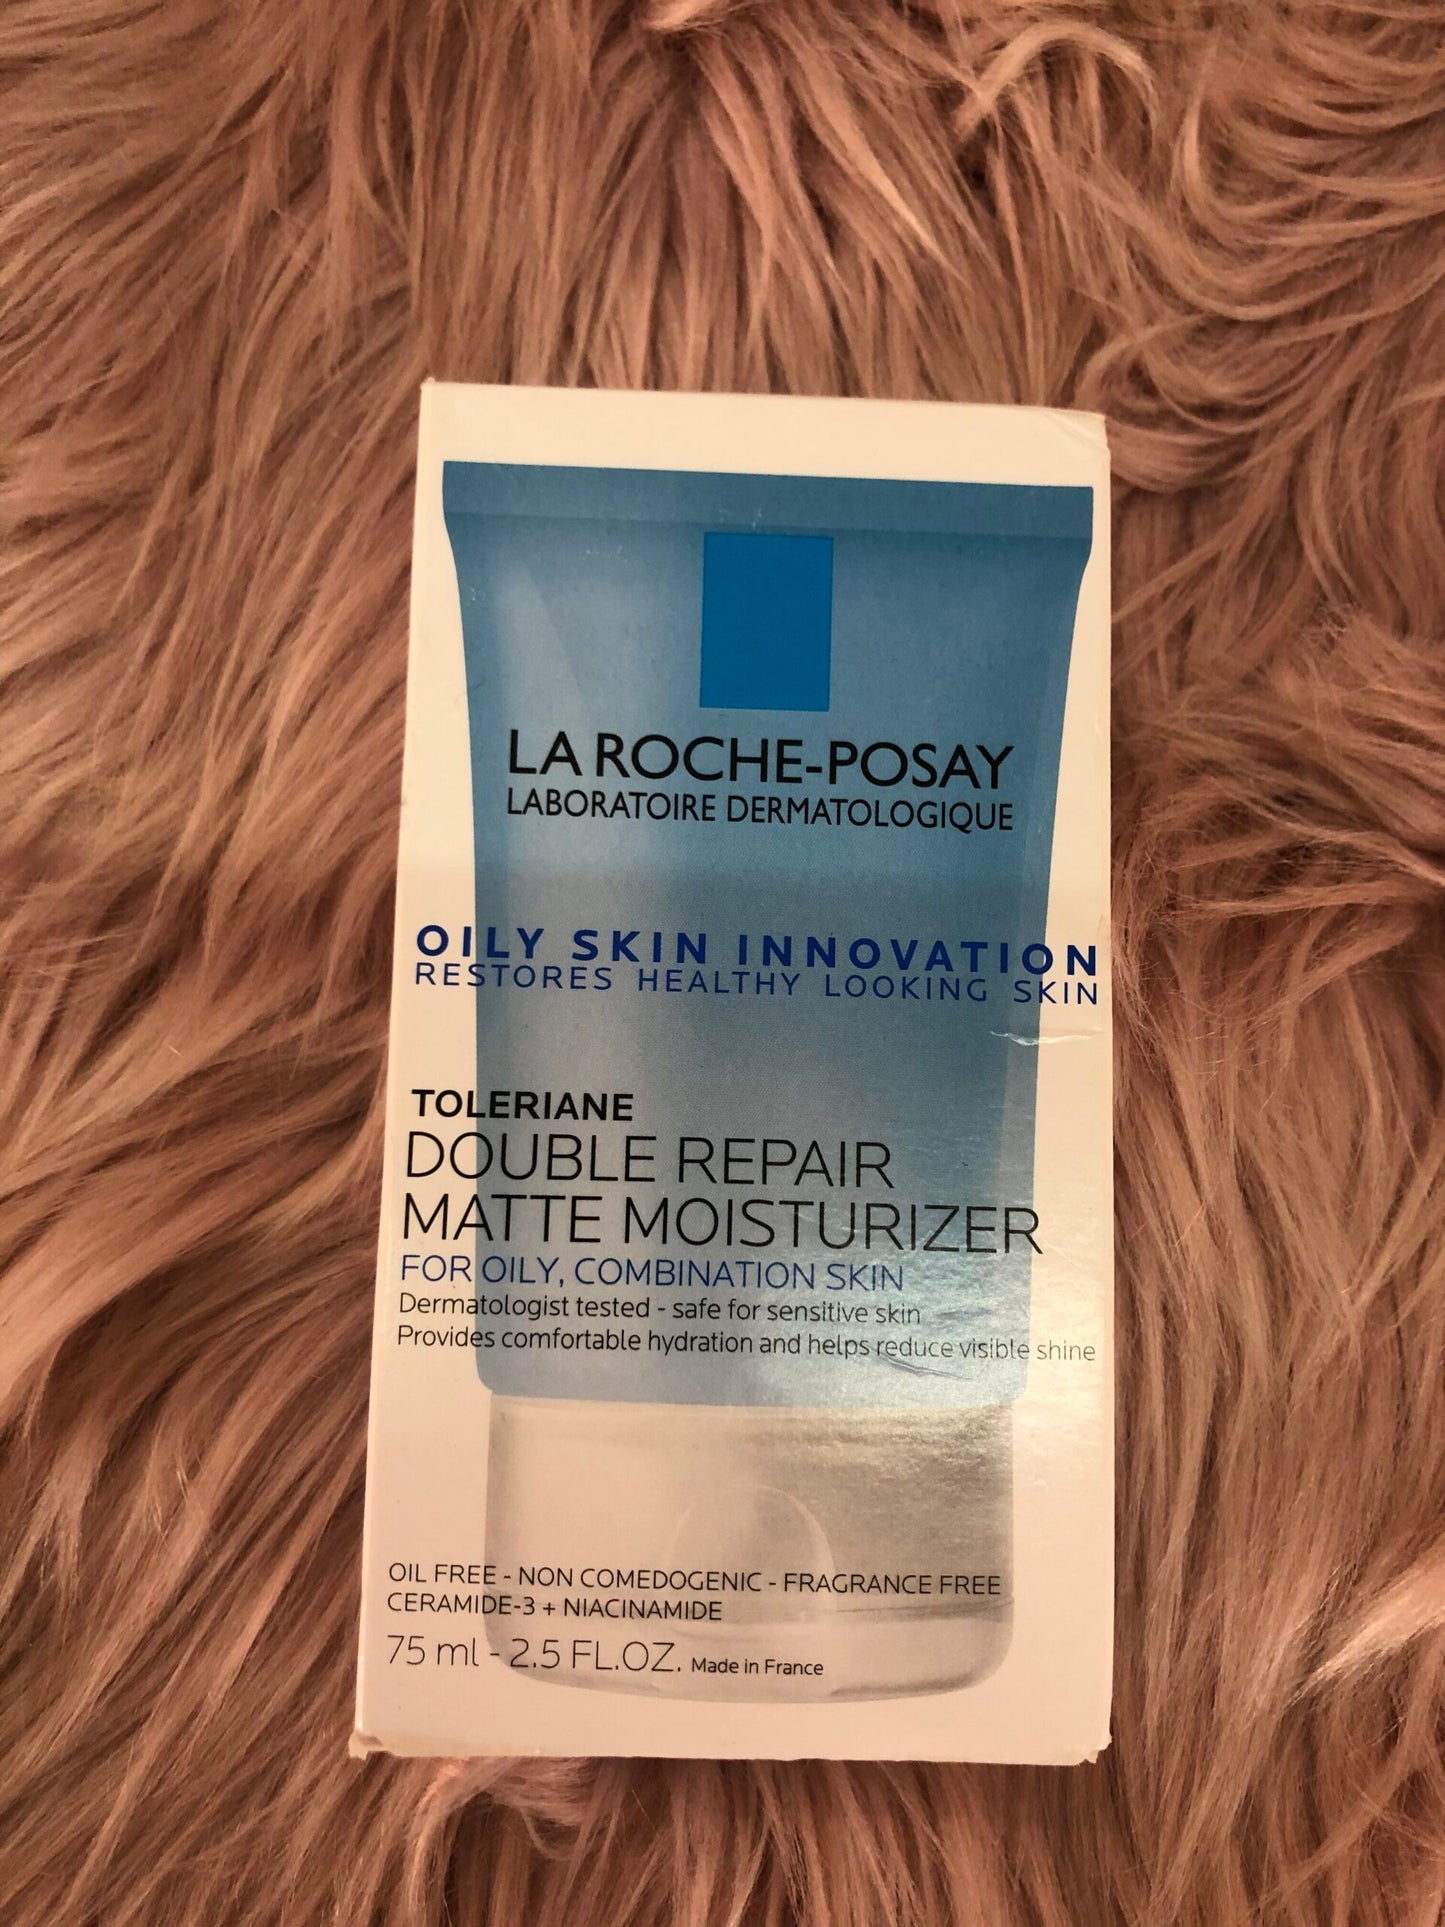 LA ROCHE-POSAY
LABORATOIRE DERMATOLOGIQUE
OILY SKIN INNOVATION
RESTORES HEALTHY LOOKING SKIN
TOLERIANE
DOUBLE REPAIR
MATTE MOISTURIZER
FOR OILY, COMBINATION SKIN
Dermatologist tested - safe for sensitive skin
Provides comfortable hydration and helps reduce visible shine
OIL FREE - NON COMEDOGENIC - FRAGRANCE FREE
CERAMIDE-3 + NIACINAMIDE
75 ml - 2.5 FL.OZ. Made in France